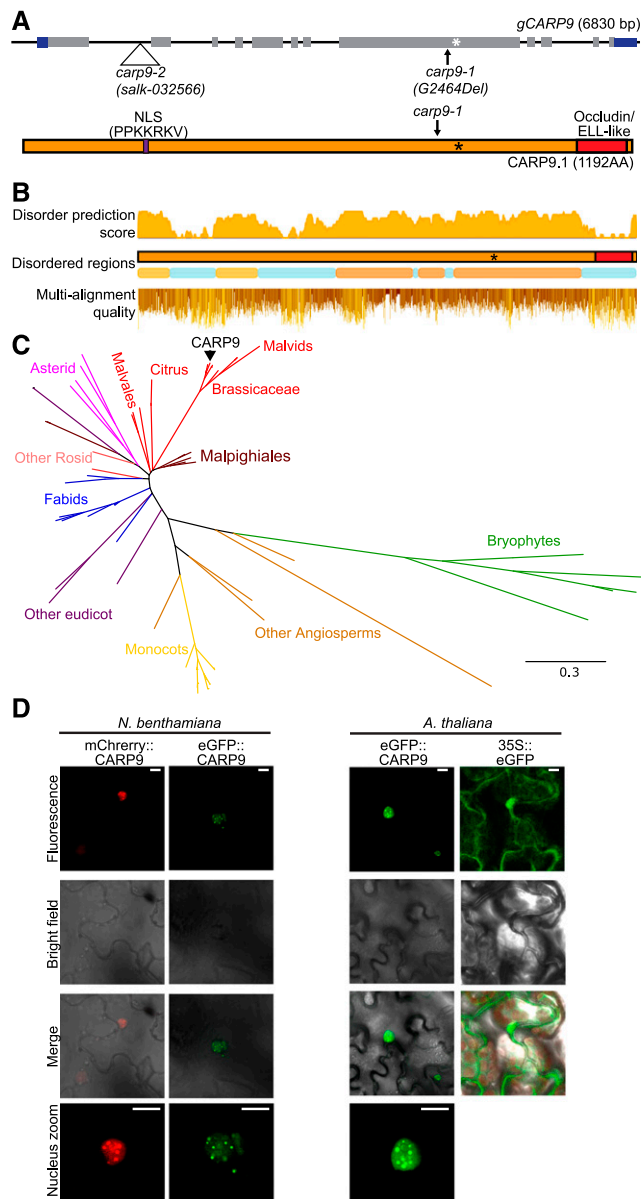 A
gCARP9 (6830 bp)
*
carp9-2
(salk-032566)
carp9-1
(G2464Del)
NLS
(PPKKRKV)
carp9-1
Occludin/
ELL-like
*
CARP9.1 (1192AA)
B
Disorder prediction
score
Disordered regions
*
Multi-alignment
quality
C
CARP9
Malvids
Asterid
Malvales
Citrus
Brassicaceae
Other Rosid
Malpighiales
Fabids
Bryophytes
Other eudicot
Other Angiosperms
Monocots
0.3
D
N. benthamiana
A. thaliana
mChrerry::
CARP9
eGFP::
CARP9
eGFP::
CARP9
35S::
eGFP
Fluorescence
Bright field
Merge
Nucleus zoom